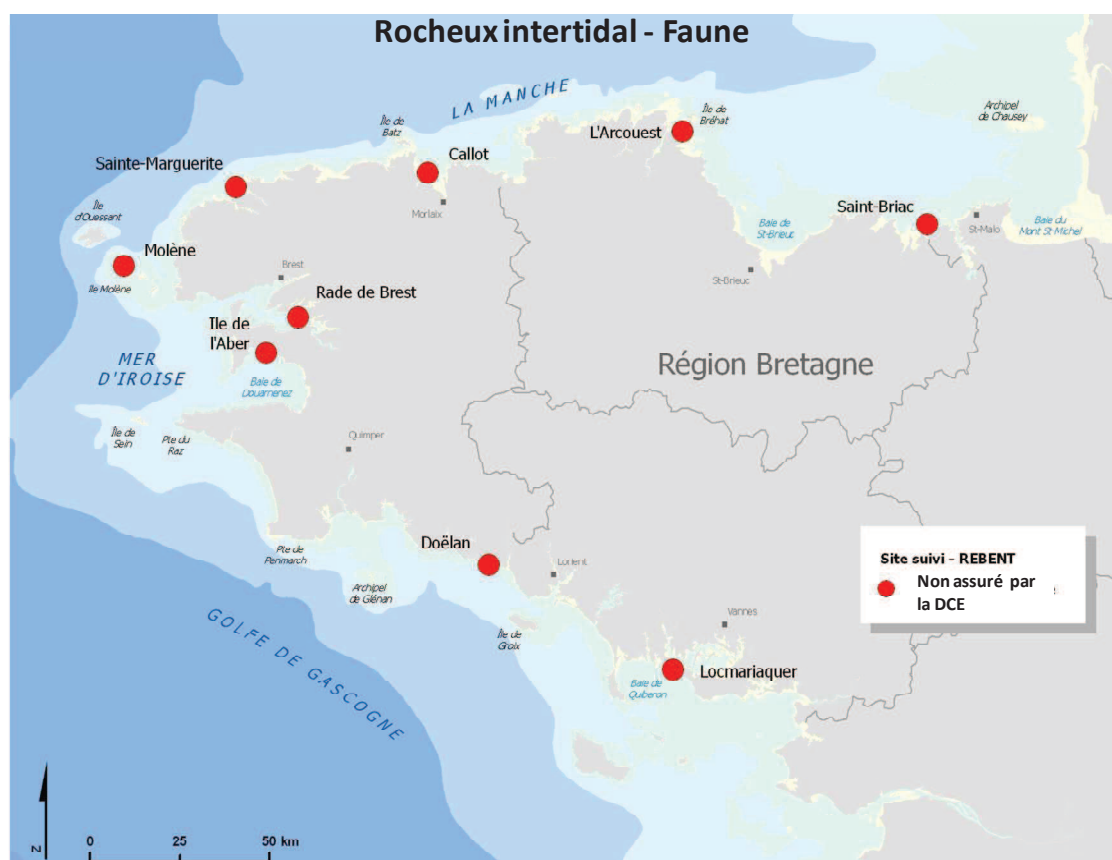 Rocheux intertidal - Faune
LA MANCHE
Île de
Batz
Île de
Bréhat
Archipel
de Chausey
L'Arcouest
Callot
Sainte-Marguerite
Morlaix
Saint-Briac
St-Malo
Baie de
St-Brieuc
Baie du
Mont St Michel
Île
d'Ouessant
Molène
Ile Molène
Brest
St-Brieuc
Rade de Brest
Ile de
l'Aber
MER
D'IROISE
Baie de
Douarnenez
Région Bretagne
Île de
Sein
Pte du
Raz
Quimper
Doëlan
Pte de
Penmarch
Archipel
de Glénan
Lorient
Île de
Groix
Vannes
Locmariaquer
Baie de
Quiberon
GOLFE DE GASCOGNE
Site suivi - REBENT
Non assuré par
la DCE
N
0 25 50 km